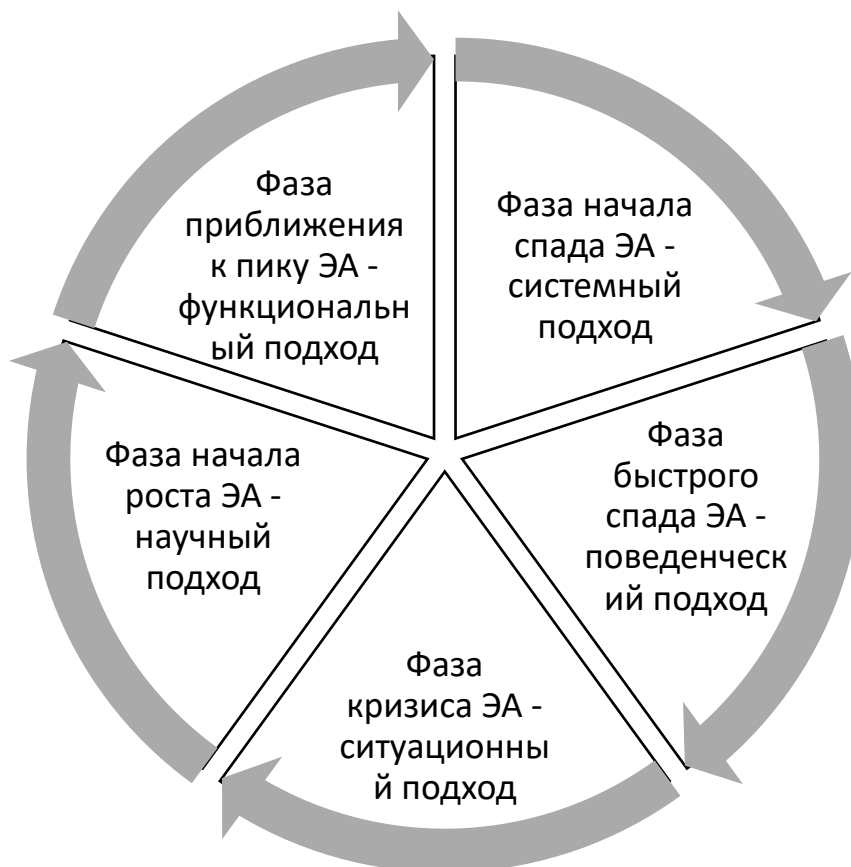 Фаза
приближения
к пику ЭА -
функциональн
ый подход
Фаза начала
спада ЭА -
системный
подход
Фаза
быстрого
спада ЭА -
поведенческ
ий подход
Фаза
кризиса ЭА -
ситуационны
й подход
Фаза начала
роста ЭА -
научный
подход